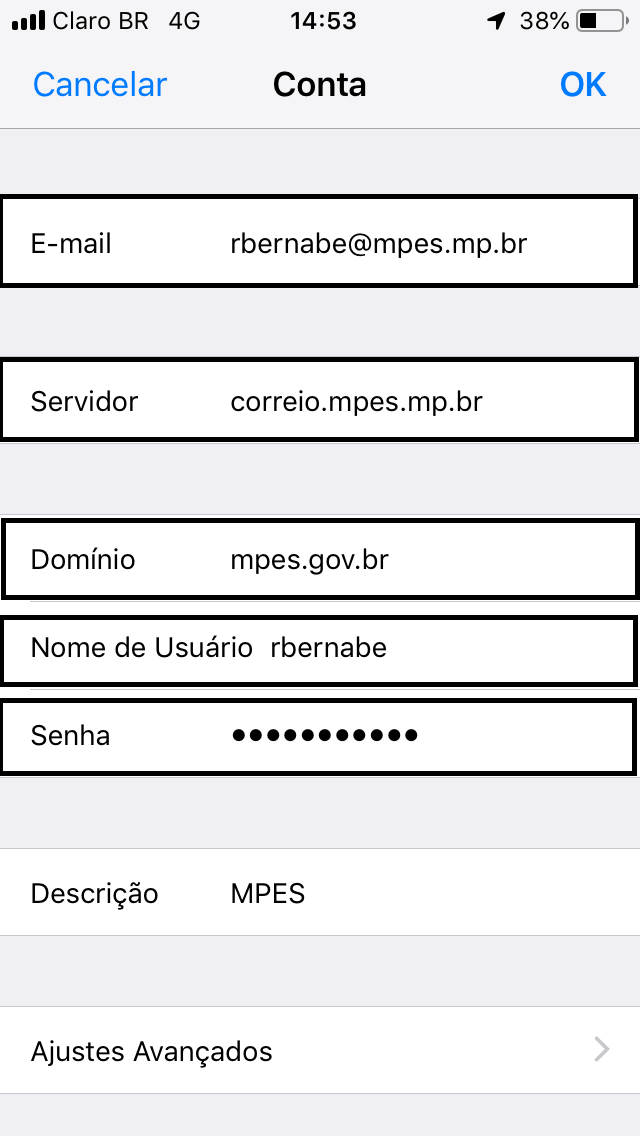 Claro BR 4G 14:53 38%
Cancelar Conta OK
E-mail rbernabe@mpes.mp.br
Servidor correio.mpes.mp.br
Domínio mpes.gov.br
Nome de Usuário rbernabe
Senha ●●●●●●●●●●●
Descrição MPES
Ajustes Avançados